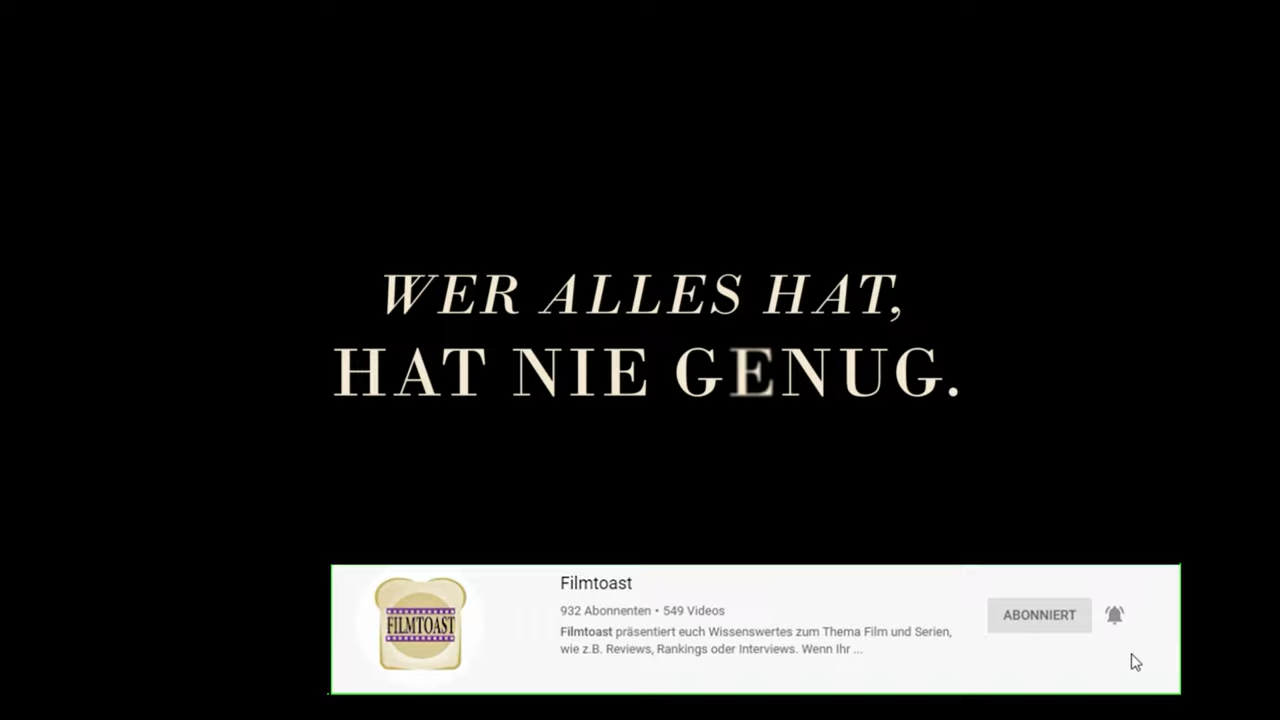 WER ALLES HAT,
HAT NIE GENUG.
Filmtoast
932 Abonnenten • 549 Videos
Filmtoast präsentiert euch Wissenswertes zum Thema Film und Serien,
wie z.B. Reviews, Rankings oder Interviews. Wenn Ihr ...
FILMTOAST
ABONNIERT